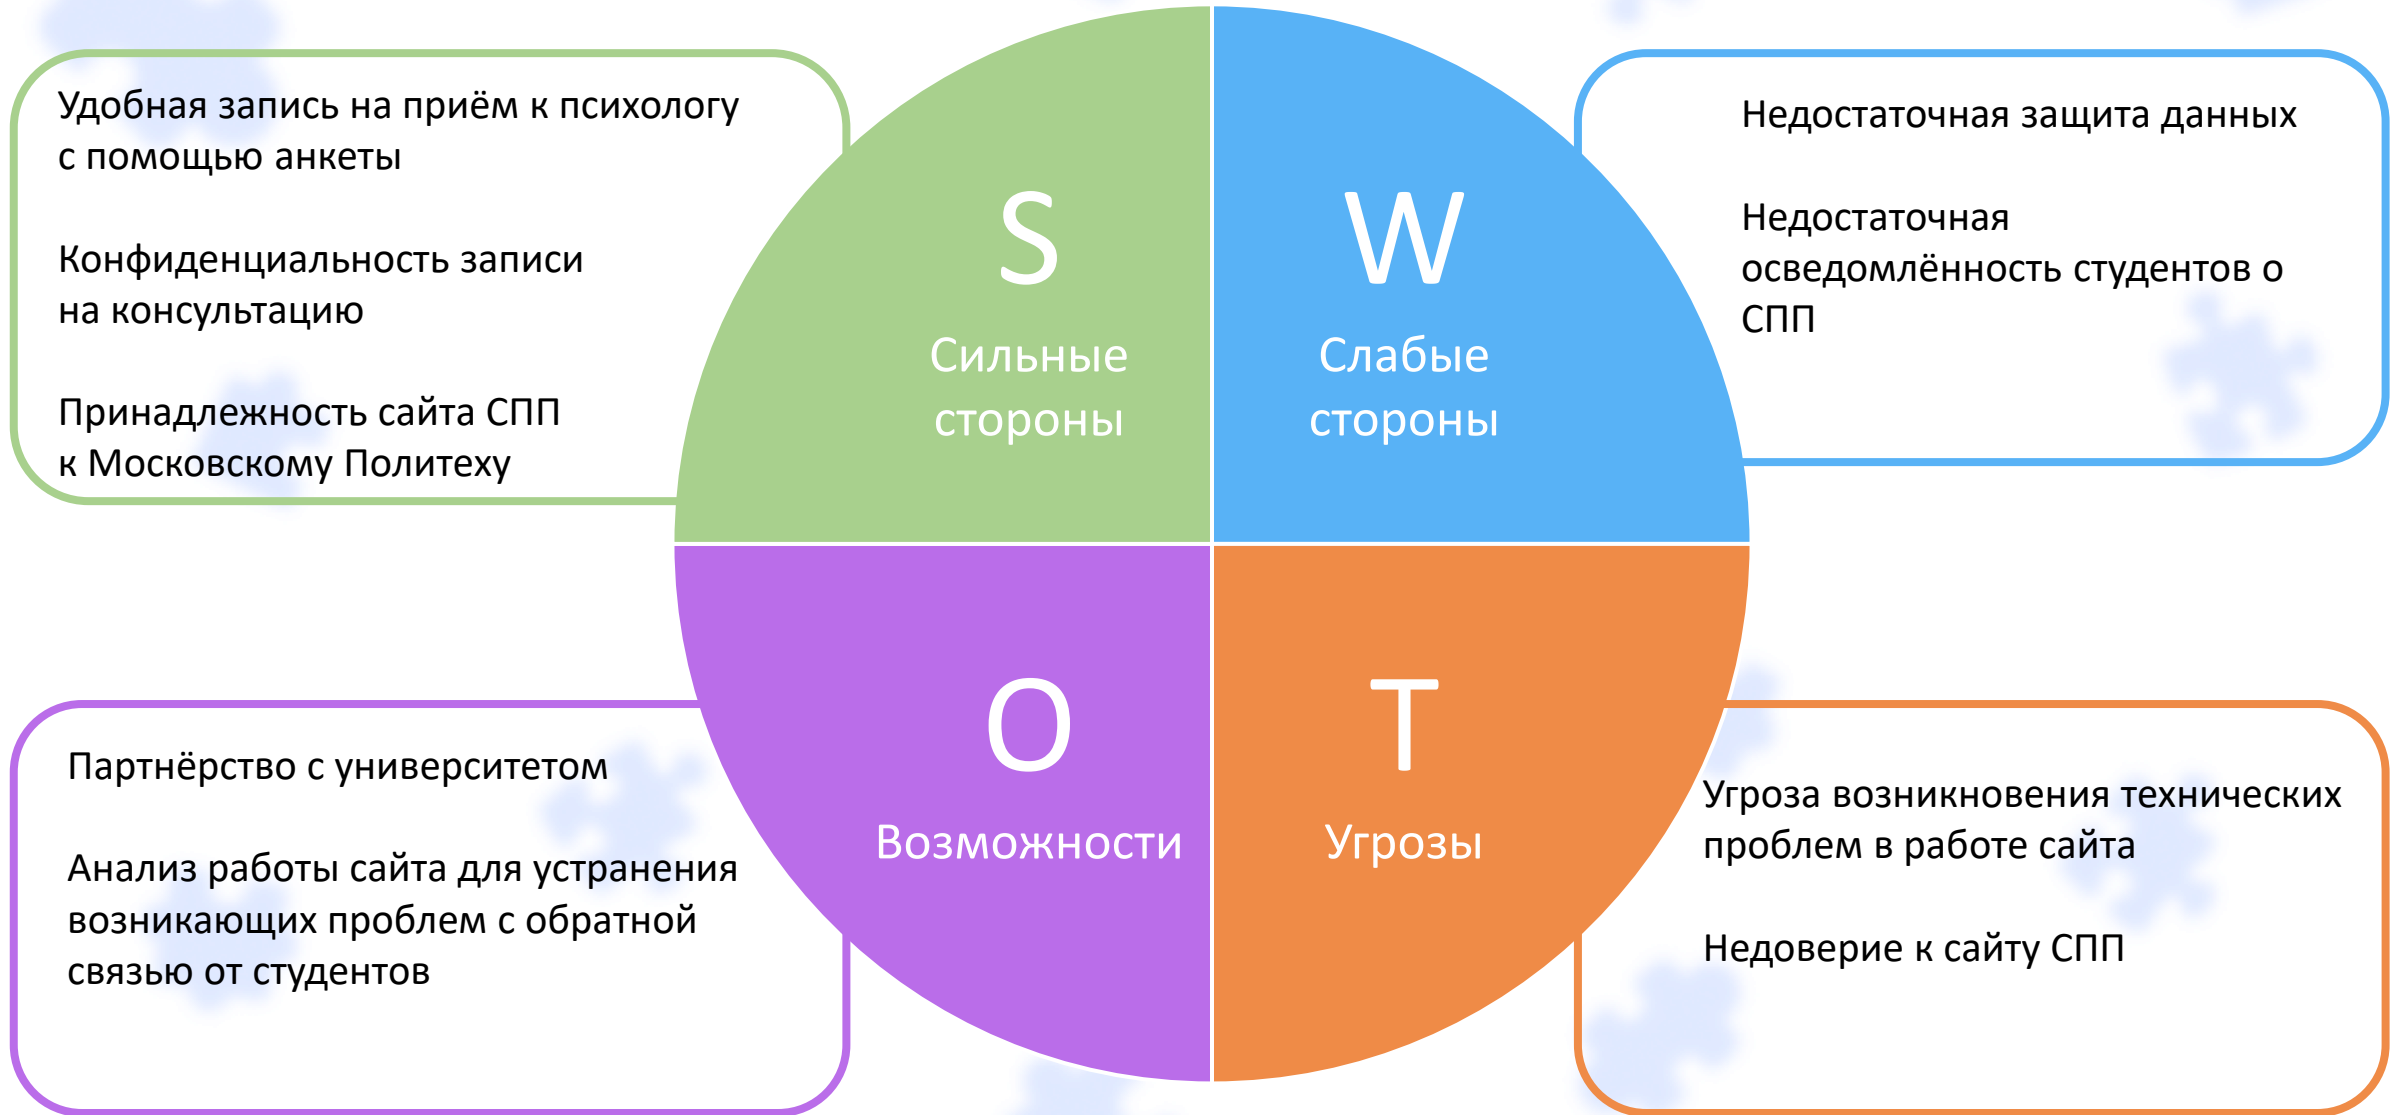 Удобная запись на приём к психологу
с помощью анкеты
Конфиденциальность записи
на консультацию
Принадлежность сайта СПП
к Московскому Политеху
S
Сильные
стороны
W
Слабые
стороны
Недостаточная защита данных
Недостаточная
осведомлённость студентов о
СПП
Партнёрство с университетом
Анализ работы сайта для устранения
возникающих проблем с обратной
связью от студентов
O
Возможности
T
Угрозы
Угроза возникновения технических
проблем в работе сайта
Недоверие к сайту СПП